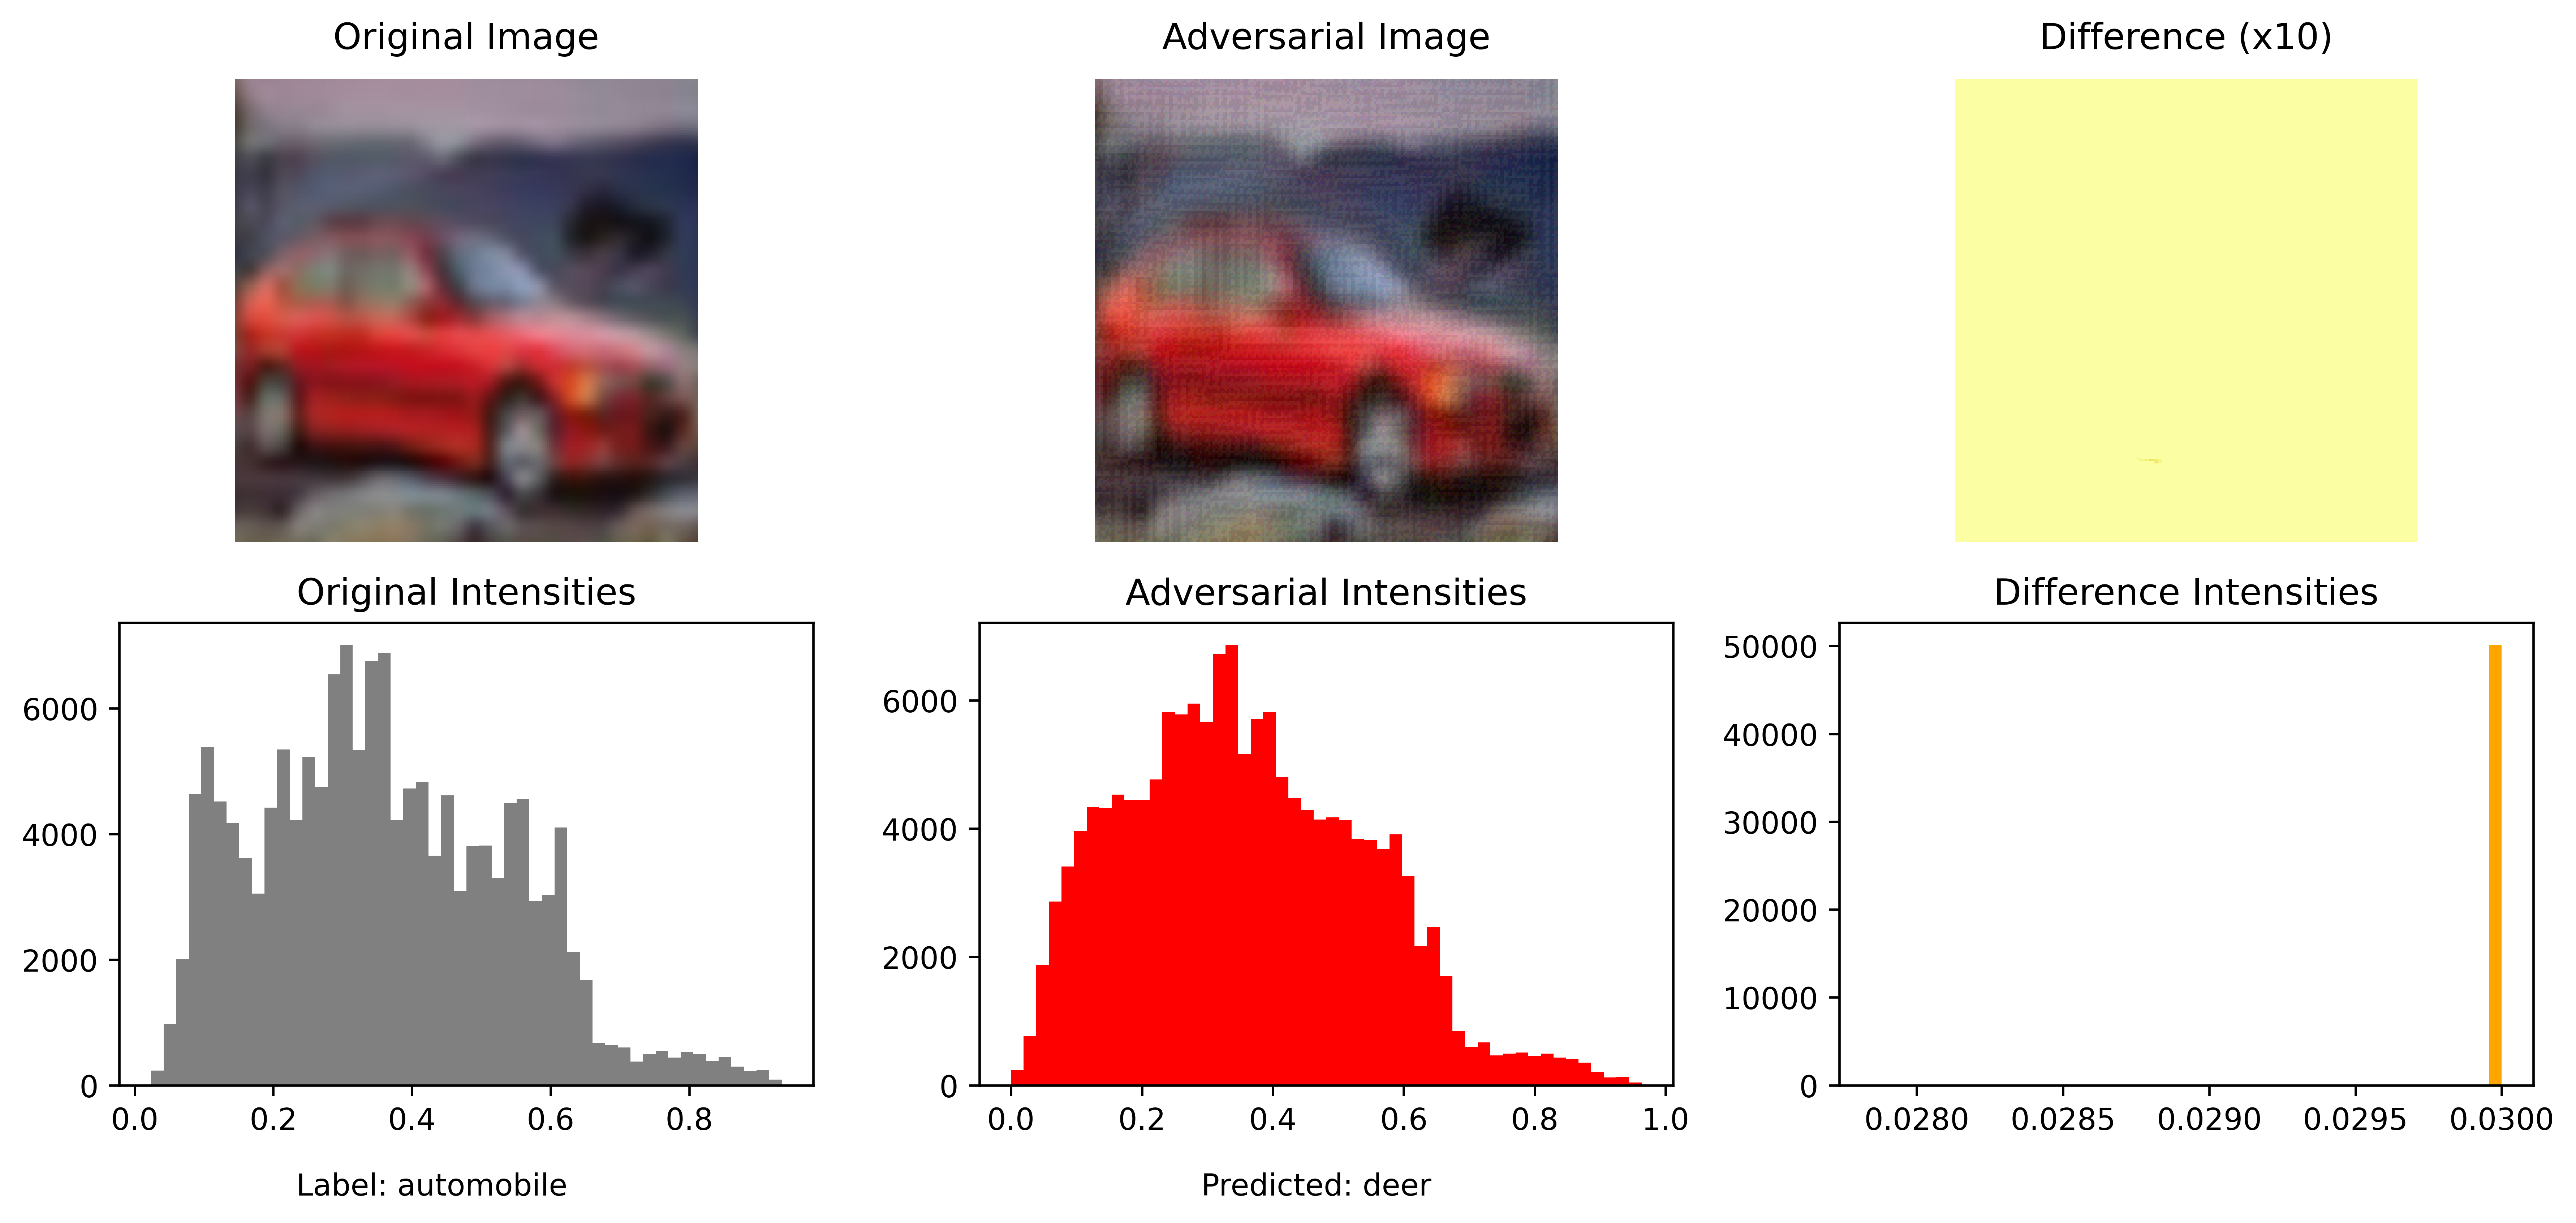 Original Image
Adversarial Image
Difference (x10)
Original Intensities
Adversarial Intensities
Difference Intensities
6000
4000
2000
0
0.0 0.2 0.4 0.6 0.8
6000
4000
2000
0
0.0 0.2 0.4 0.6 0.8 1.0
50000
40000
30000
20000
10000
0
0.0280 0.0285 0.0290 0.0295 0.0300
Label: automobile
Predicted: deer